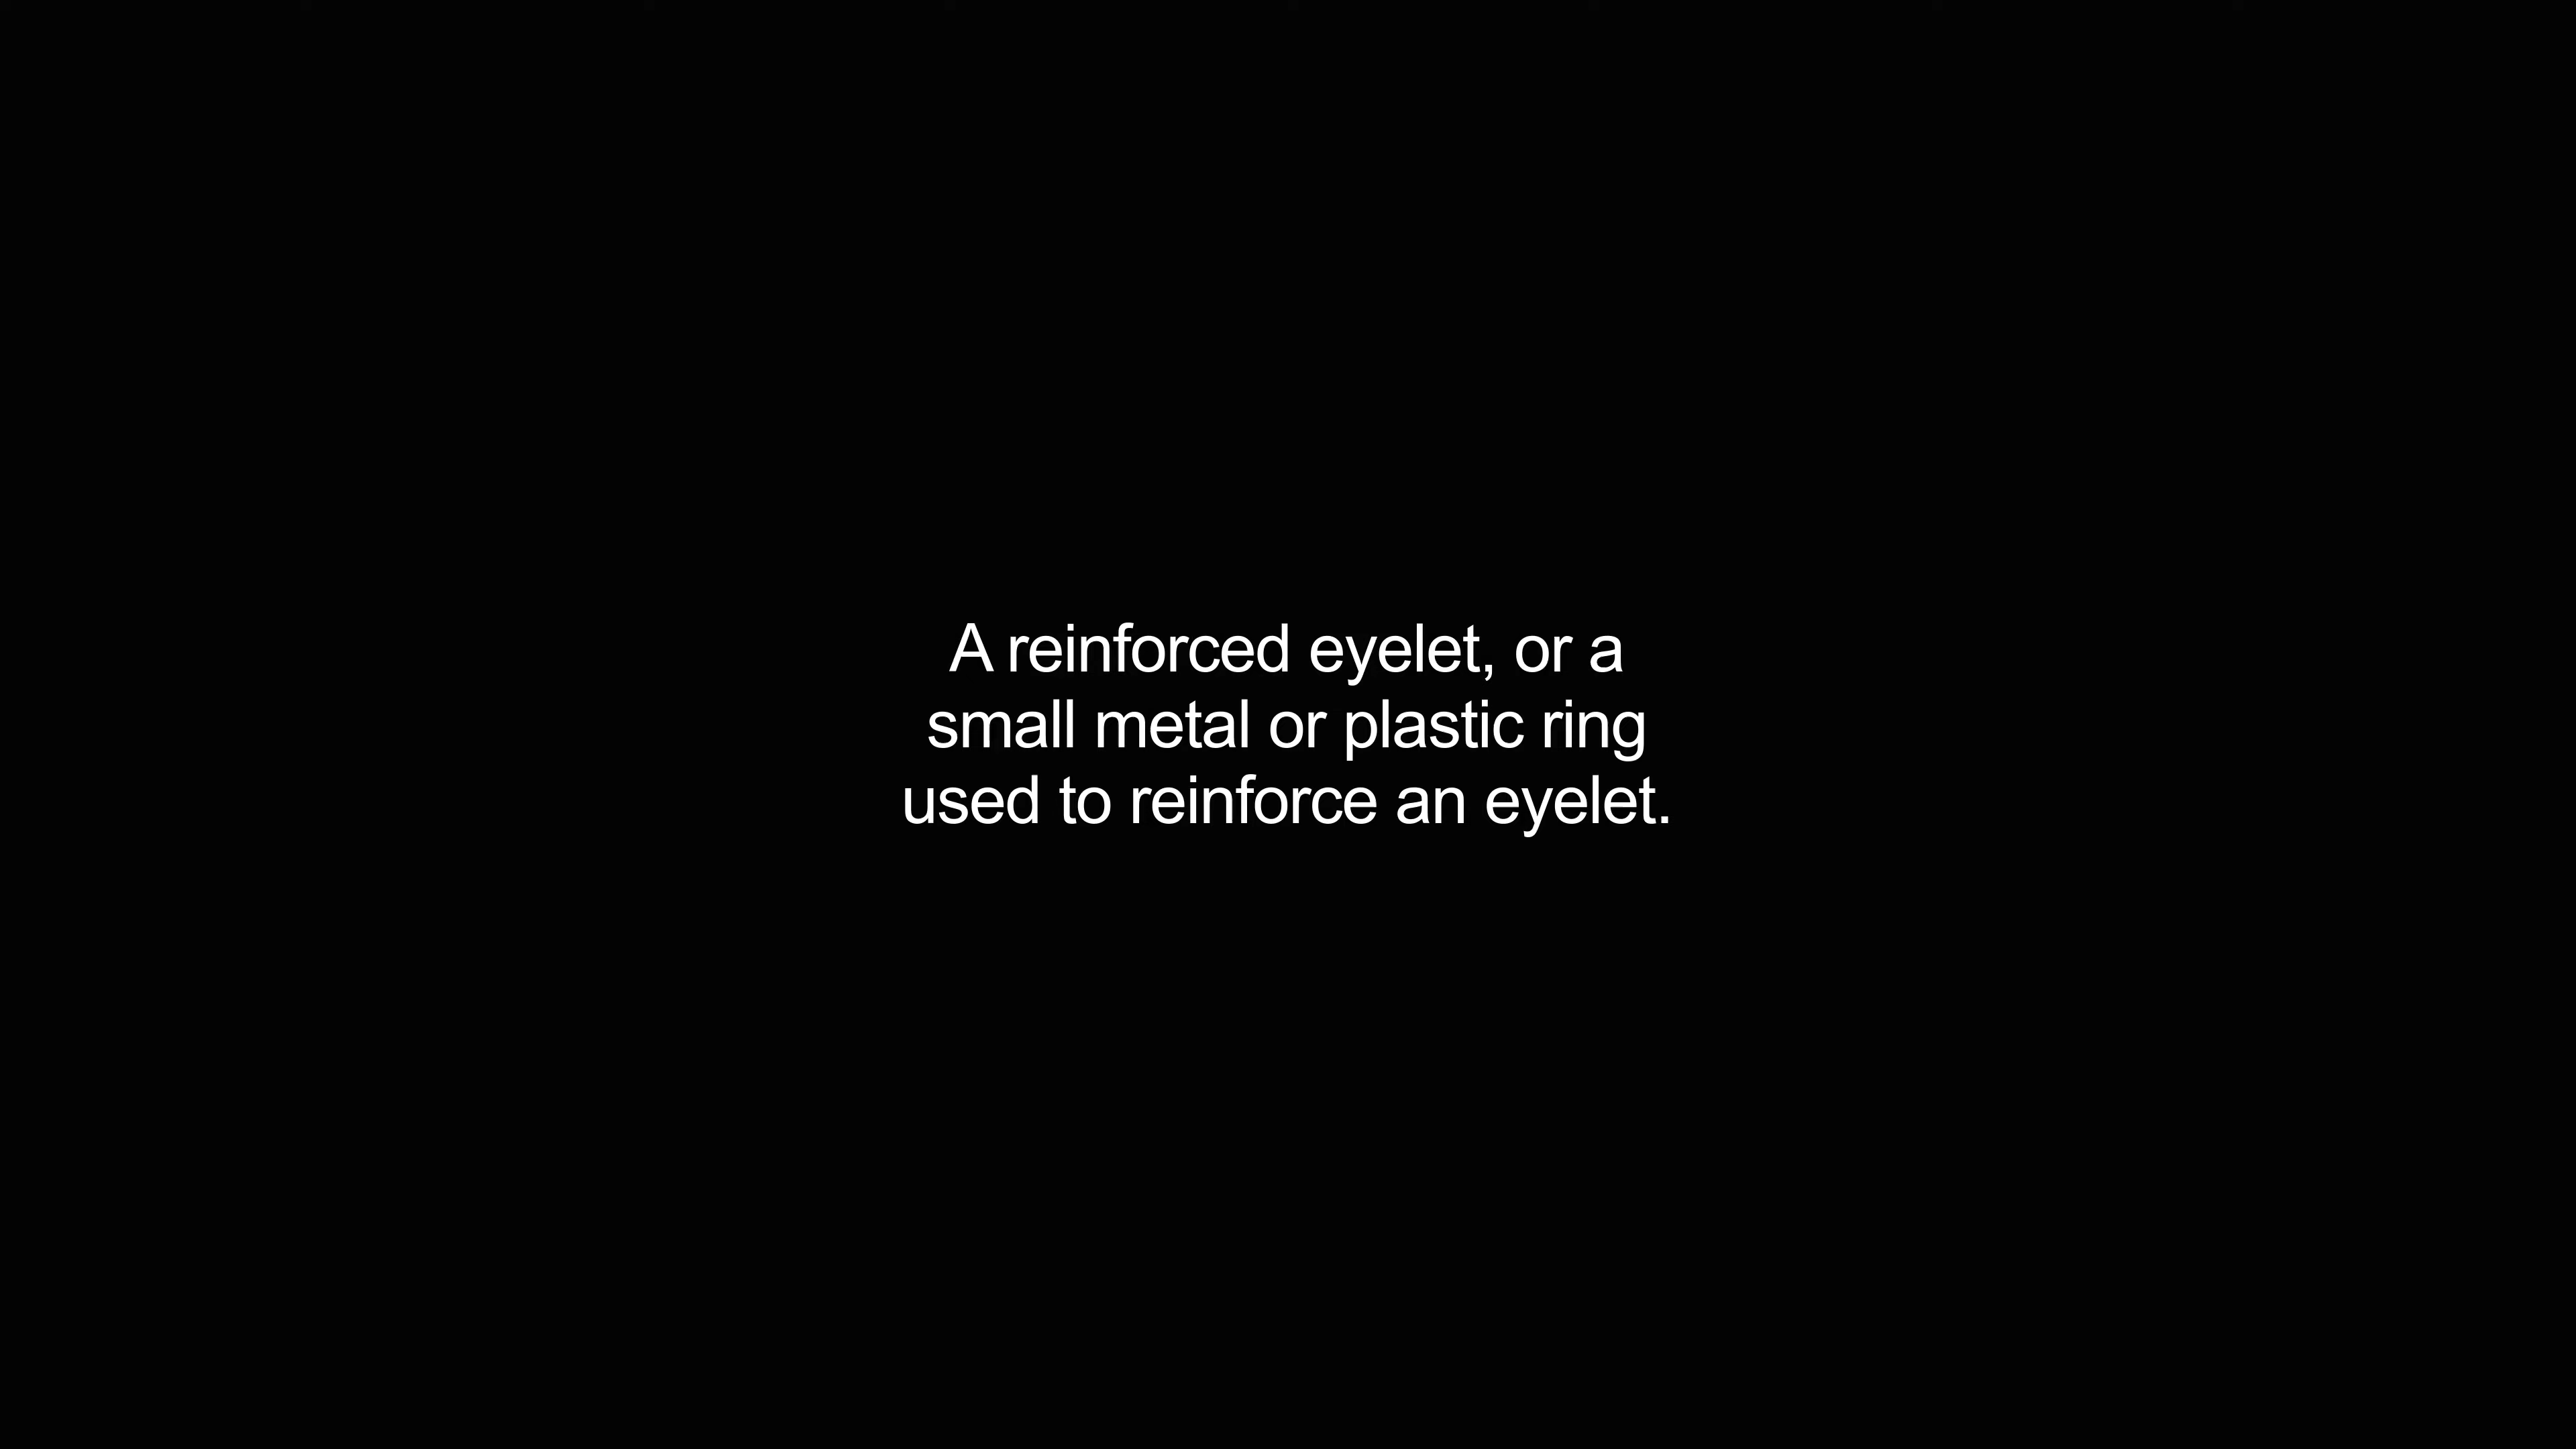 A reinforced eyelet, or a
small metal or plastic ring
used to reinforce an eyelet.